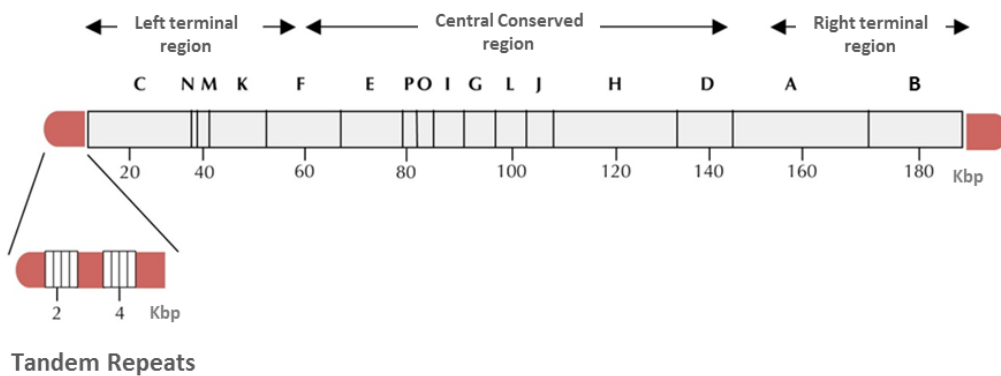 Left terminal
region
Central Conserved
region
Right terminal
region
C N M K F E P O I G L J H D A B
20 40 60 80 100 120 140 160 180 Kbp
2 4 Kbp
Tandem Repeats